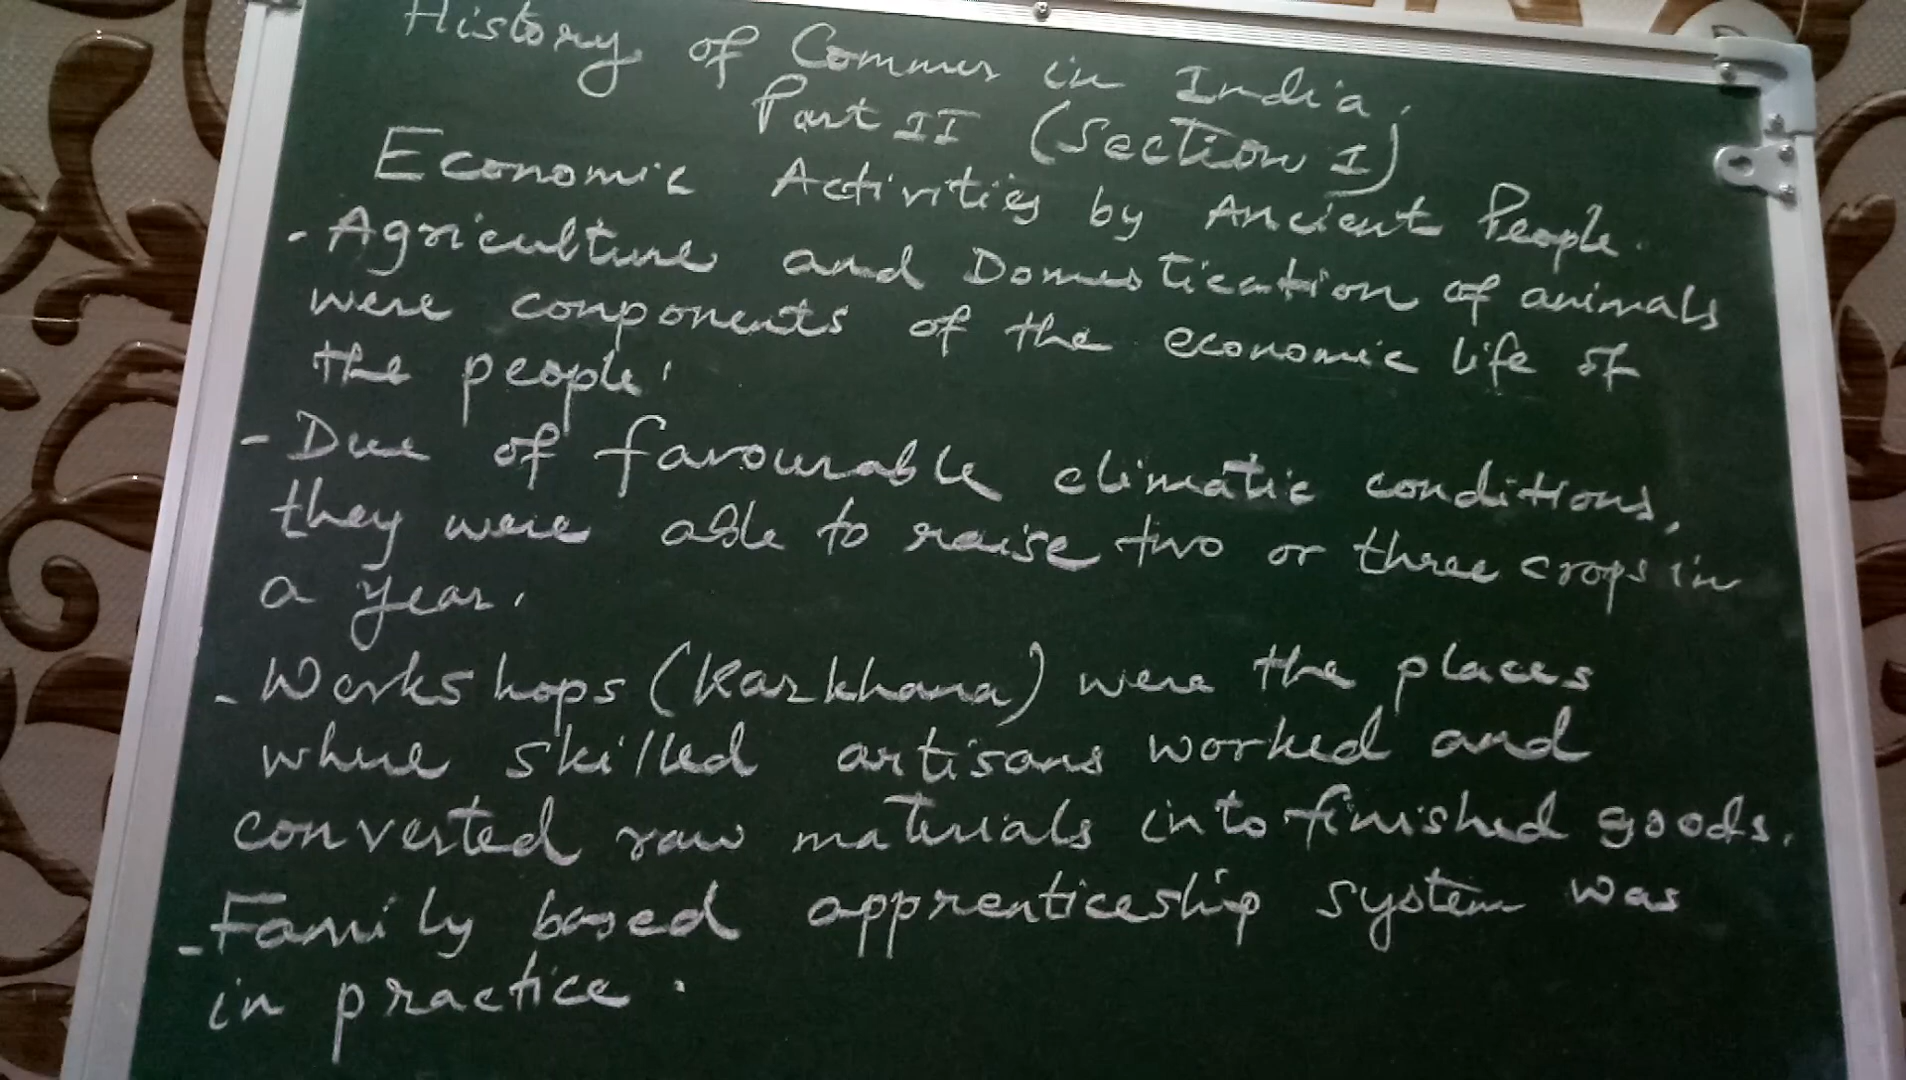 History of Commer in India,
Part II (Section I)
Economic Activities by Ancient People.
- Agriculture and Domestication of animals
were components of the economic life of
the people.
- Due of favourable climatic conditions,
they were able to raise two or three crops in
a year.
- Workshops (Karkhana) were the places
where skilled artisans worked and
converted raw materials into finished goods.
- Family based apprenticeship system was
in practice.